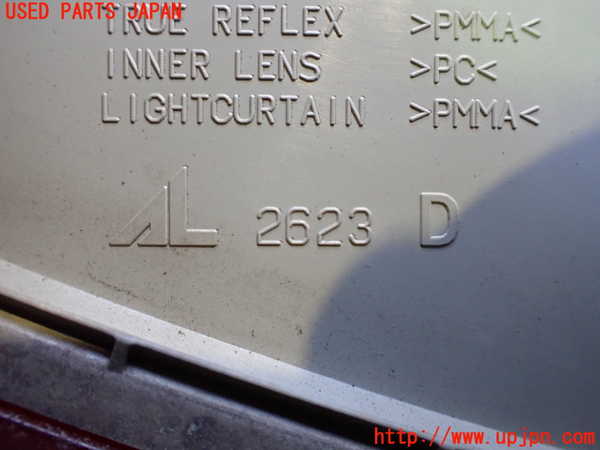 USED PARTS JAPAN
TRUE REFLEX >PMMA<
INNER LENS >PC<
LIGHTCURTAIN >PMMA<
AL 2623 D
http://www.upjpn.com